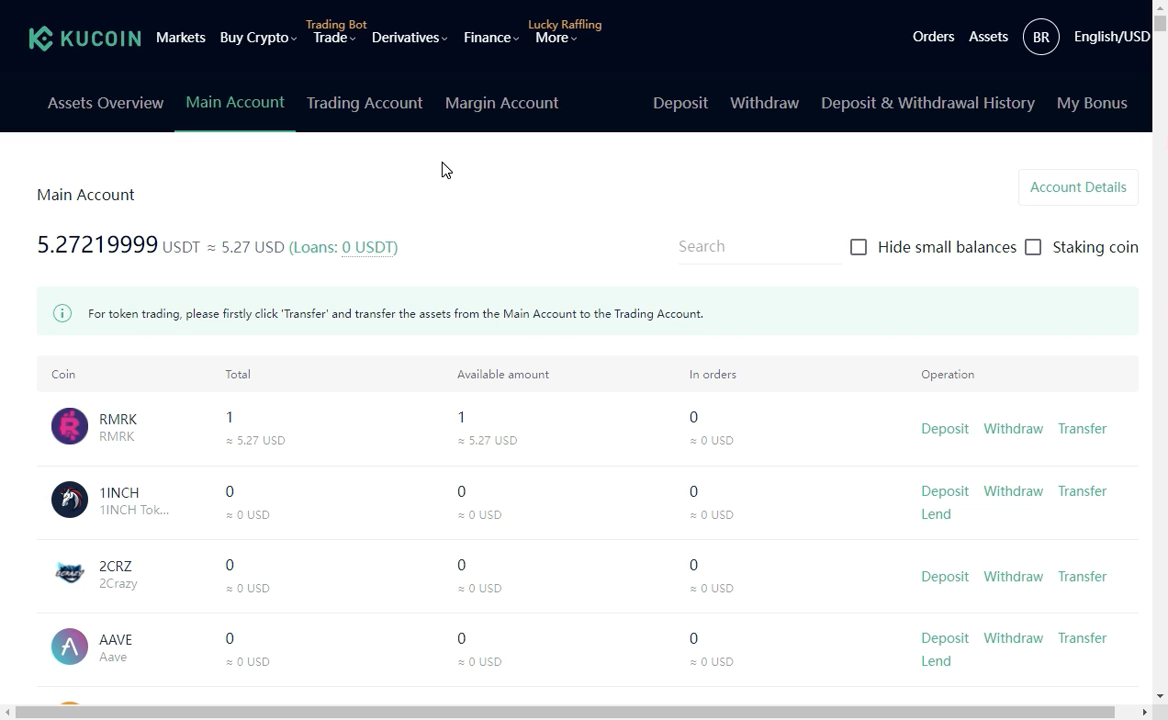 KUCOIN Markets Buy Crypto Trading Bot Trade Derivatives Finance Lucky Raffling More Orders Assets BR English/USD
Assets Overview Main Account Trading Account Margin Account Deposit Withdraw Deposit & Withdrawal History My Bonus
Main Account Account Details
5.27219999 USDT ≈ 5.27 USD (Loans: 0 USDT) Search Hide small balances Staking coin
For token trading, please firstly click 'Transfer' and transfer the assets from the Main Account to the Trading Account.
Coin Total Available amount In orders Operation
RMRK 1 1 0 Deposit Withdraw Transfer
RMRK ≈ 5.27 USD ≈ 5.27 USD ≈ 0 USD
1INCH 0 0 0 Deposit Withdraw Transfer
1INCH Tok... ≈ 0 USD ≈ 0 USD ≈ 0 USD Lend
2CRZ 0 0 0 Deposit Withdraw Transfer
2Crazy ≈ 0 USD ≈ 0 USD ≈ 0 USD
AAVE 0 0 0 Deposit Withdraw Transfer
Aave ≈ 0 USD ≈ 0 USD ≈ 0 USD Lend